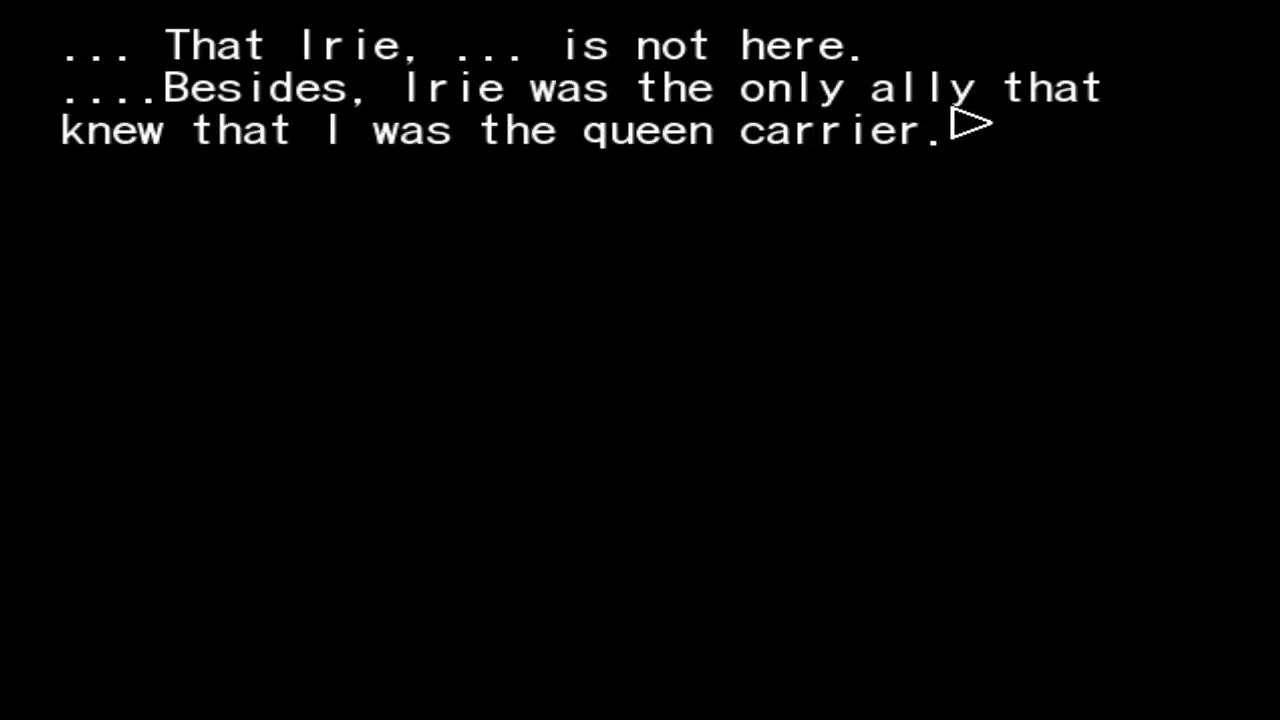 ... That Irie, ... is not here.
....Besides, Irie was the only ally that
knew that I was the queen carrier.